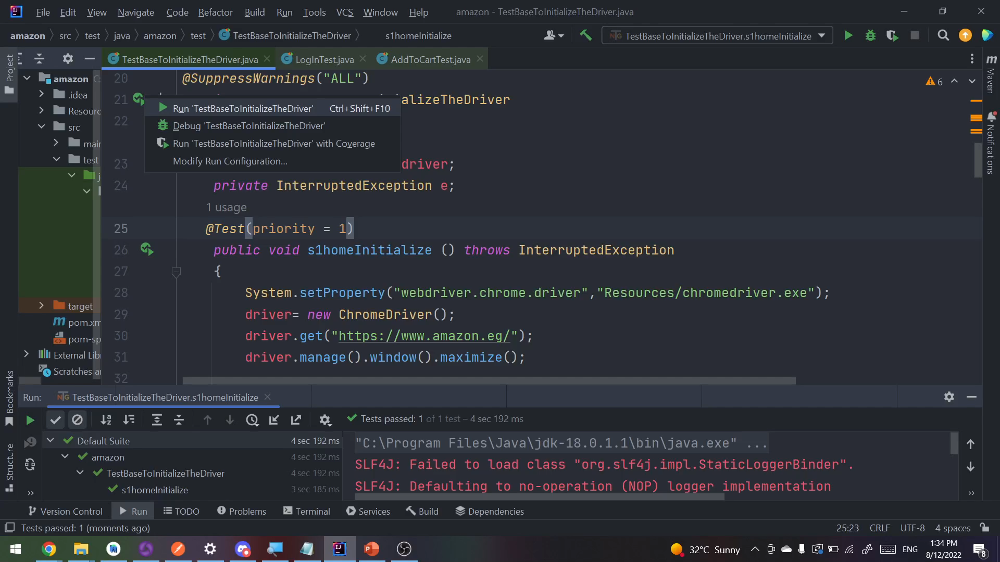 File Edit View Navigate Code Refactor Build Run Tools VCS Window Help amazon - TestBaseToInitializeTheDriver.java
amazon src test java amazon test TestBaseToInitializeTheDriver s1homeInitialize TestBaseToInitializeTheDriver.s1homeInitialize
Project
TestBaseToInitializeTheDriver.java LogInTest.java AddToCartTest.java
Maven
Notifications
amazon
.idea
Resourc
src
main
test
target
pom.xm
pom-sp
External Lib
Scratches a
20 @SuppressWarnings("ALL")
6
21 alizeTheDriver
Run 'TestBaseToInitializeTheDriver' Ctrl+Shift+F10
22
Debug 'TestBaseToInitializeTheDriver'
Run 'TestBaseToInitializeTheDriver' with Coverage
Modify Run Configuration...
23 driver;
24 private InterruptedException e;
1 usage
25 @Test(priority = 1)
26 public void s1homeInitialize () throws InterruptedException
27 {
28 System.setProperty("webdriver.chrome.driver","Resources/chromedriver.exe");
29 driver= new ChromeDriver();
30 driver.get("https://www.amazon.eg/");
31 driver.manage().window().maximize();
32
Bookmarks
Structure
Run: TestBaseToInitializeTheDriver.s1homeInitialize
Tests passed: 1 of 1 test – 4 sec 192 ms
Default Suite 4 sec 192 ms
amazon 4 sec 192 ms
TestBaseToInitializeTheDriver 4 sec 192 ms
s1homeInitialize 3 sec 185 ms
"C:\Program Files\Java\jdk-18.0.1.1\bin\java.exe" ...
SLF4J: Failed to load class "org.slf4j.impl.StaticLoggerBinder".
SLF4J: Defaulting to no-operation (NOP) logger implementation
Version Control Run TODO Problems Terminal Services Build Dependencies
Tests passed: 1 (moments ago) 25:23 CRLF UTF-8 4 spaces
32°C Sunny ENG 1:34 PM
8/12/2022 8